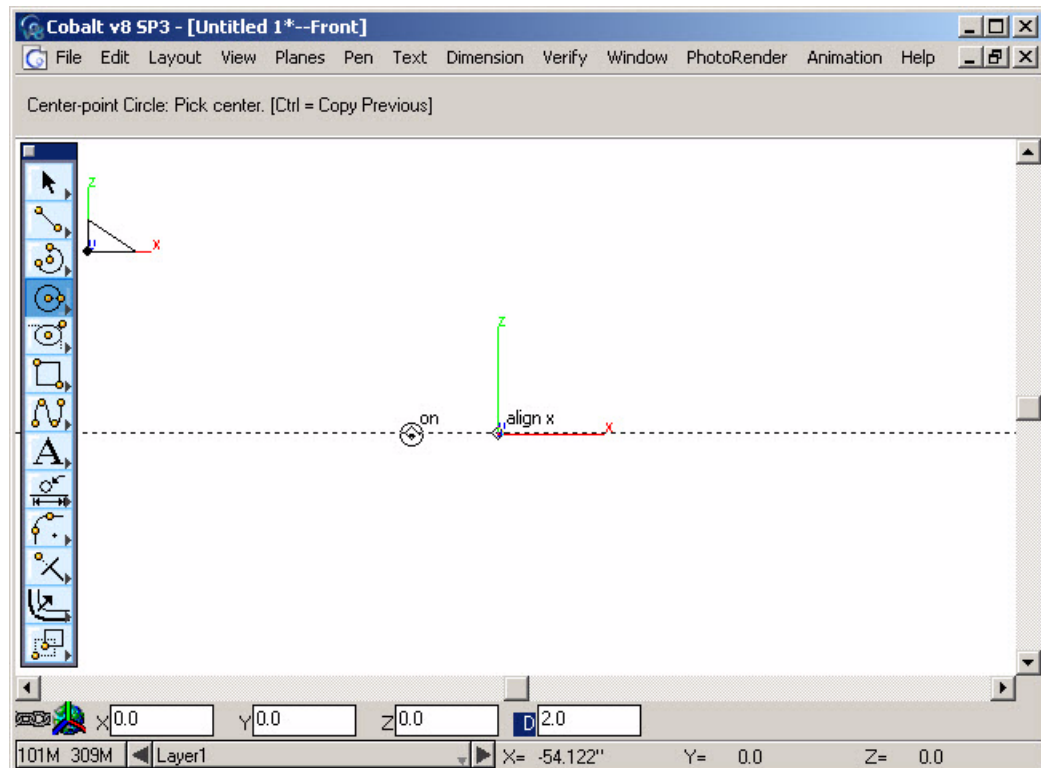 Cobalt v8 SP3 - [Untitled 1*--Front]
File Edit Layout View Planes Pen Text Dimension Verify Window PhotoRender Animation Help
Center-point Circle: Pick center. [Ctrl = Copy Previous]
z
x
z
on
align x
x
A
X 0.0 Y 0.0 Z 0.0 D 2.0
101M 309M Layer1 X= -54.122" Y= 0.0 Z= 0.0